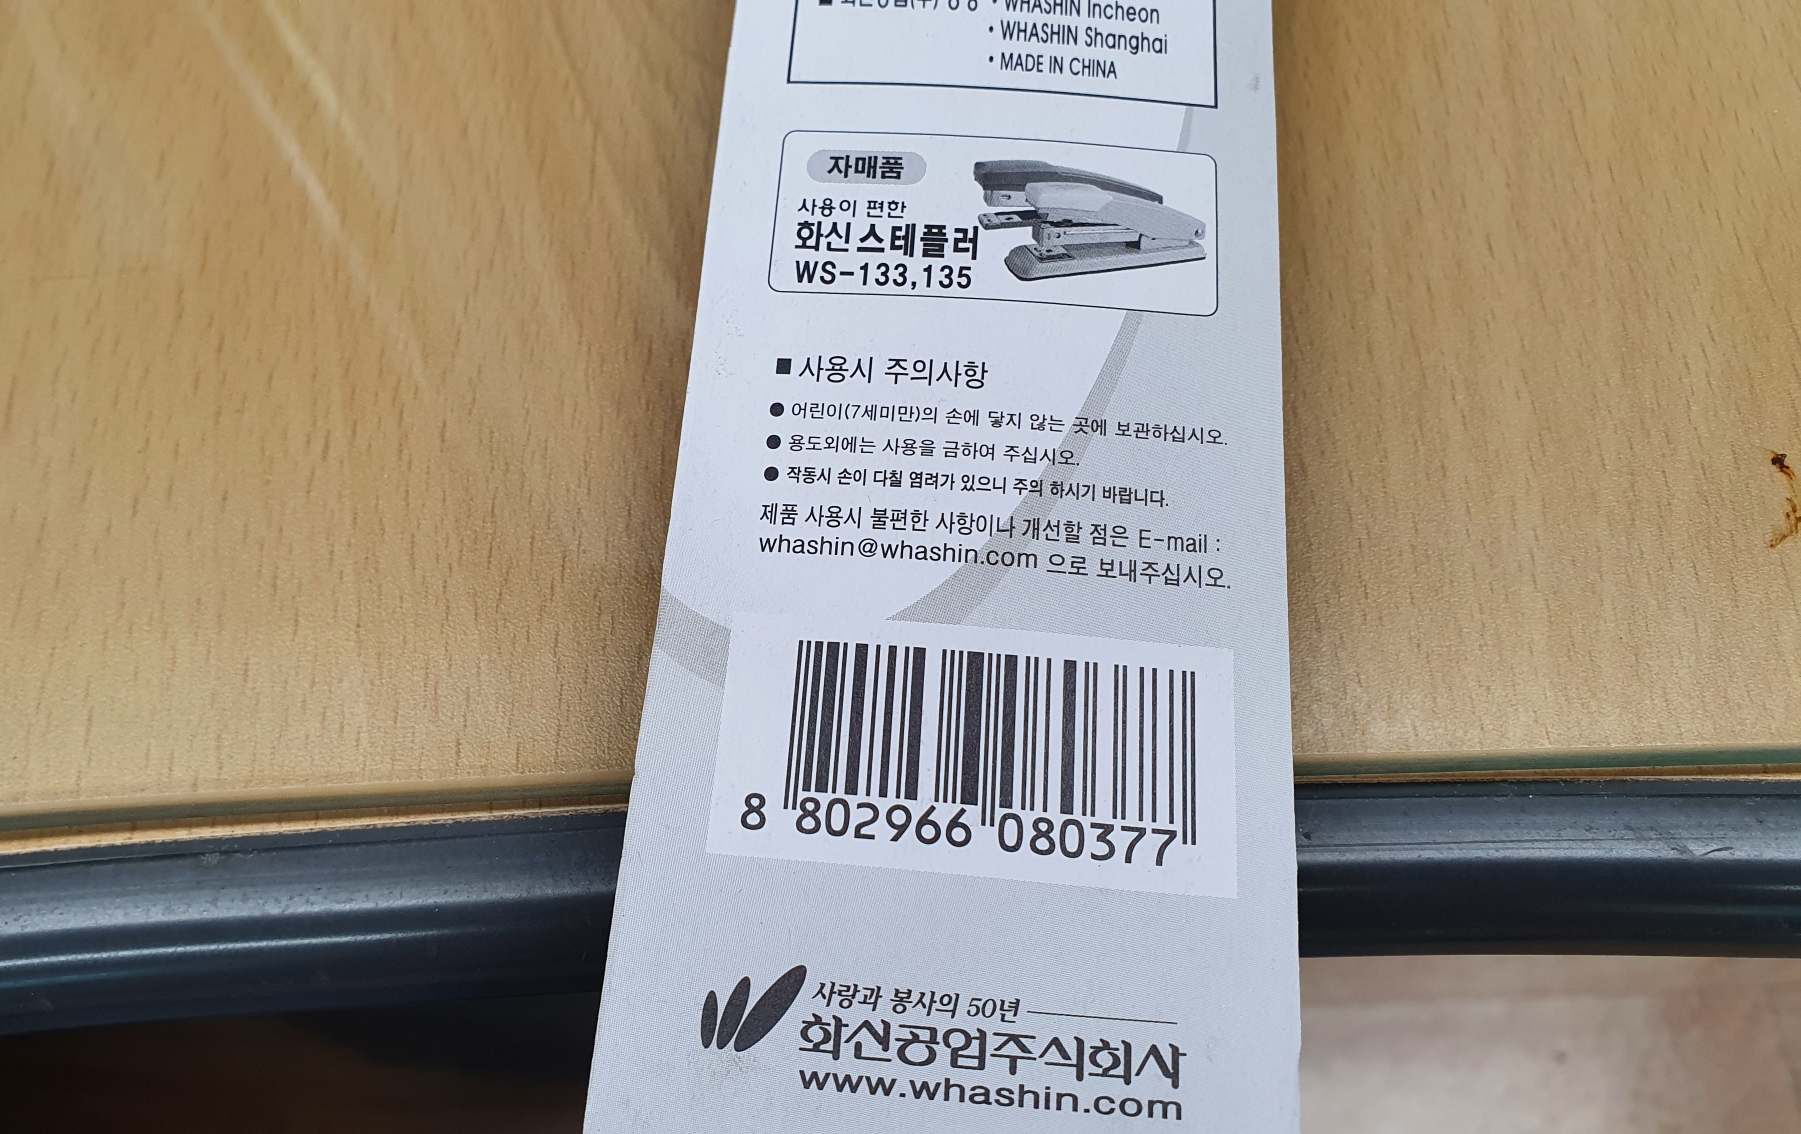 • WHASHIN Incheon
• WHASHIN Shanghai
• MADE IN CHINA
자매품
사용이 편한
화신스테플러
WS-133,135
■ 사용시 주의사항
● 어린이(7세미만)의 손에 닿지 않는 곳에 보관하십시오.
● 용도외에는 사용을 금하여 주십시오.
● 작동시 손이 다칠 염려가 있으니 주의 하시기 바랍니다.
제품 사용시 불편한 사항이나 개선할 점은 E-mail :
whashin@whashin.com 으로 보내주십시오.
8 802966 080377
사랑과 봉사의 50년
화신공업주식회사
www.whashin.com